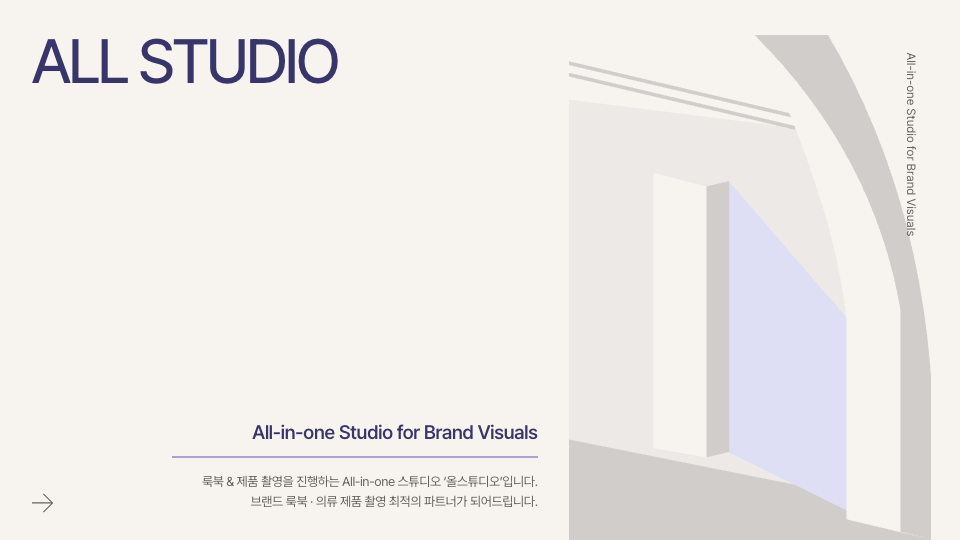 ALL STUDIO
All-in-one Studio for Brand Visuals
All-in-one Studio for Brand Visuals
룩북 & 제품 촬영을 진행하는 All-in-one 스튜디오 ‘올스튜디오’입니다.
브랜드 룩북 · 의류 제품 촬영 최적의 파트너가 되어드립니다.